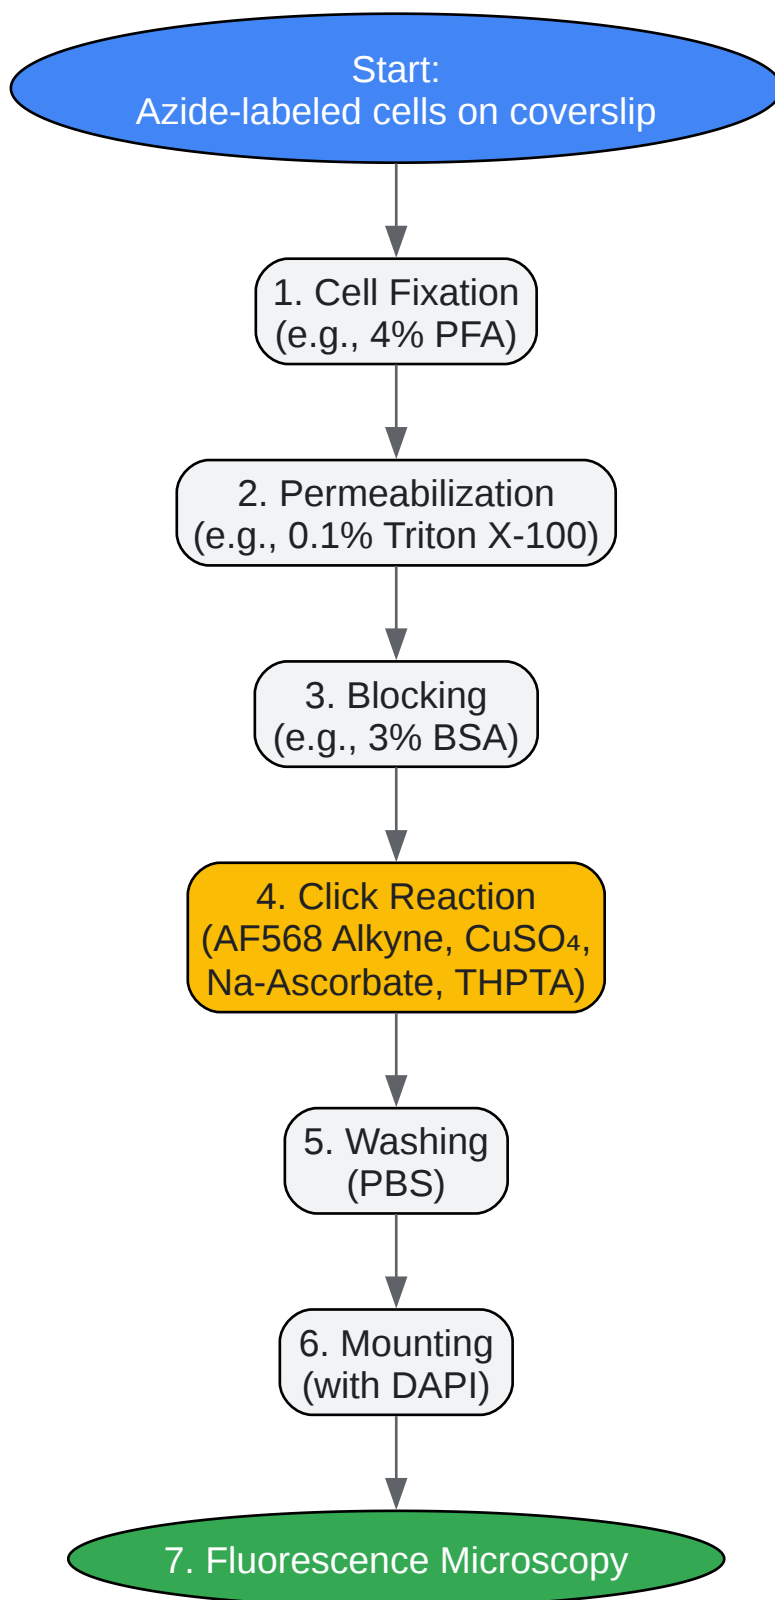 Start:
Azide-labeled cells on coverslip
1. Cell Fixation
(e.g., 4% PFA)
2. Permeabilization
(e.g., 0.1% Triton X-100)
3. Blocking
(e.g., 3% BSA)
4. Click Reaction
(AF568 Alkyne, CuSO₄,
Na-Ascorbate, THPTA)
5. Washing
(PBS)
6. Mounting
(with DAPI)
7. Fluorescence Microscopy